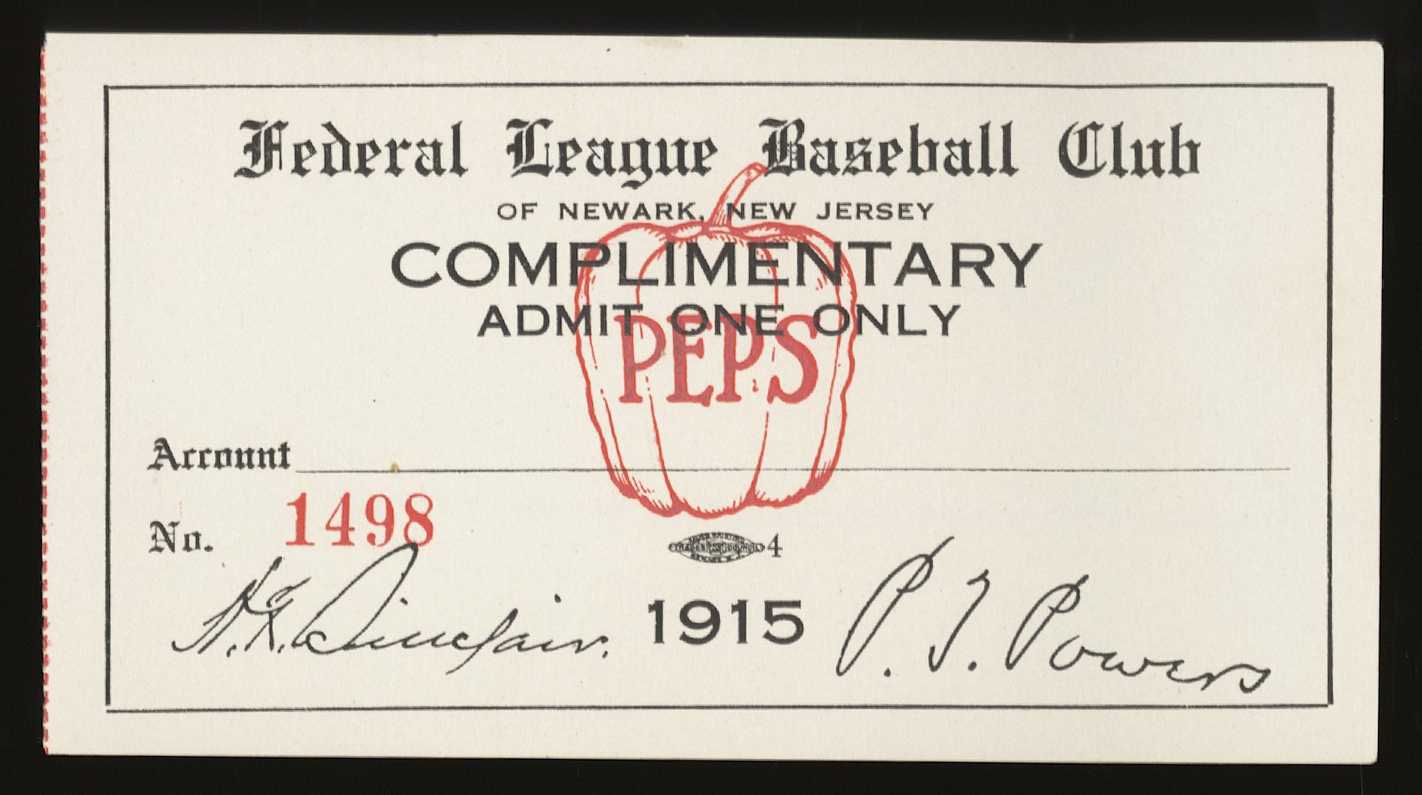 Federal League Baseball Club
OF NEWARK, NEW JERSEY
COMPLIMENTARY
ADMIT ONE ONLY
PEPS
Account
No. 1498
4
H. F. Sinclair. 1915 P. T. Powers